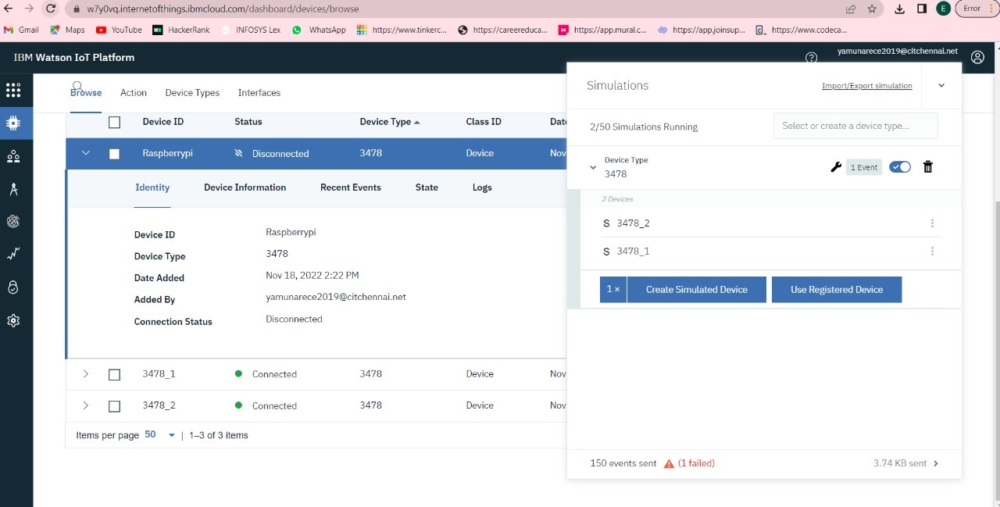 w7y0vq.internetofthings.ibmcloud.com/dashboard/devices/browse
E
Error
Gmail Maps YouTube HackerRank INFOSYS Lex WhatsApp https://www.tinkerc... https://careereduca... https://app.mural.c... https://app.joinsup... https://www.codeca...
IBM Watson IoT Platform
yamunarece2019@citchennai.net
Browse Action Device Types Interfaces
Device ID Status Device Type Class ID Date
Raspberrypi Disconnected 3478 Device Nov
Identity Device Information Recent Events State Logs
Device ID Raspberrypi
Device Type 3478
Date Added Nov 18, 2022 2:22 PM
Added By yamunarece2019@citchennai.net
Connection Status Disconnected
3478_1 Connected 3478 Device Nov
3478_2 Connected 3478 Device Nov
Items per page 50 | 1–3 of 3 items
Simulations Import/Export simulation
2/50 Simulations Running Select or create a device type...
Device Type
3478
1 Event
2 Devices
S 3478_2
S 3478_1
1 × Create Simulated Device Use Registered Device
150 events sent (1 failed) 3.74 KB sent